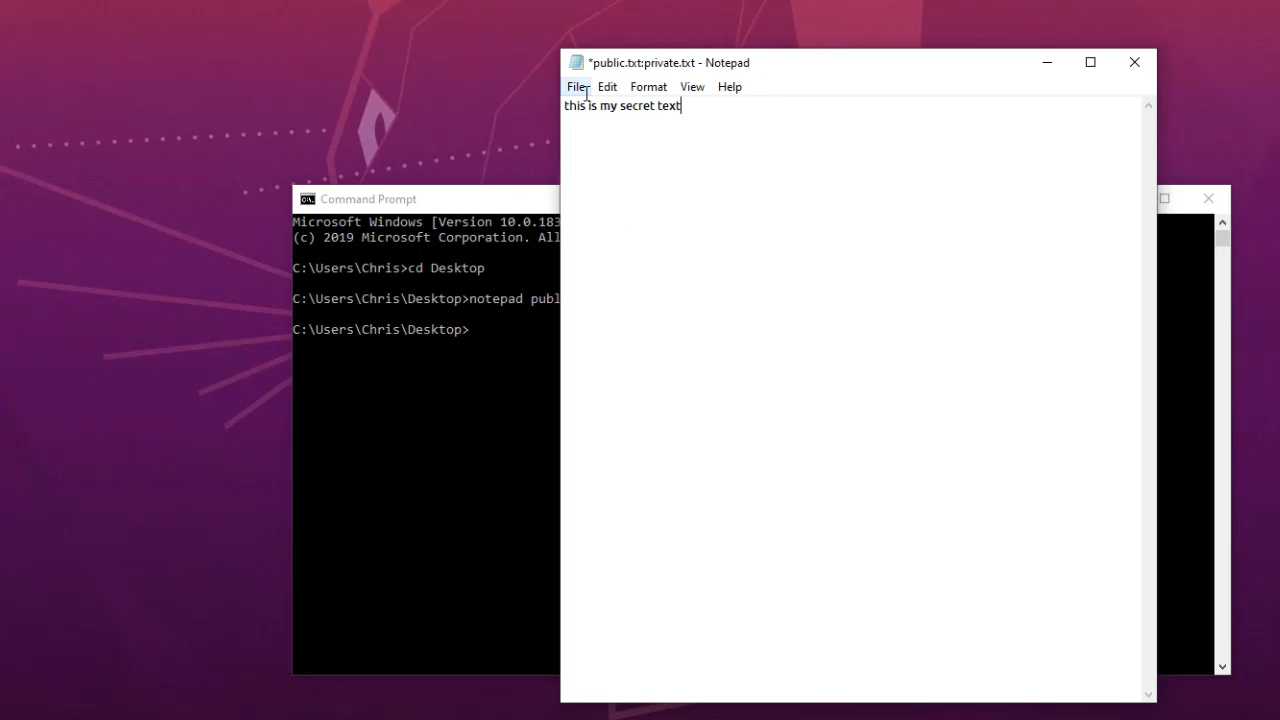 *public.txt:private.txt - Notepad
File Edit Format View Help
this is my secret text
Command Prompt
Microsoft Windows [Version 10.0.183
(c) 2019 Microsoft Corporation. All
C:\Users\Chris>cd Desktop
C:\Users\Chris\Desktop>notepad publ
C:\Users\Chris\Desktop>